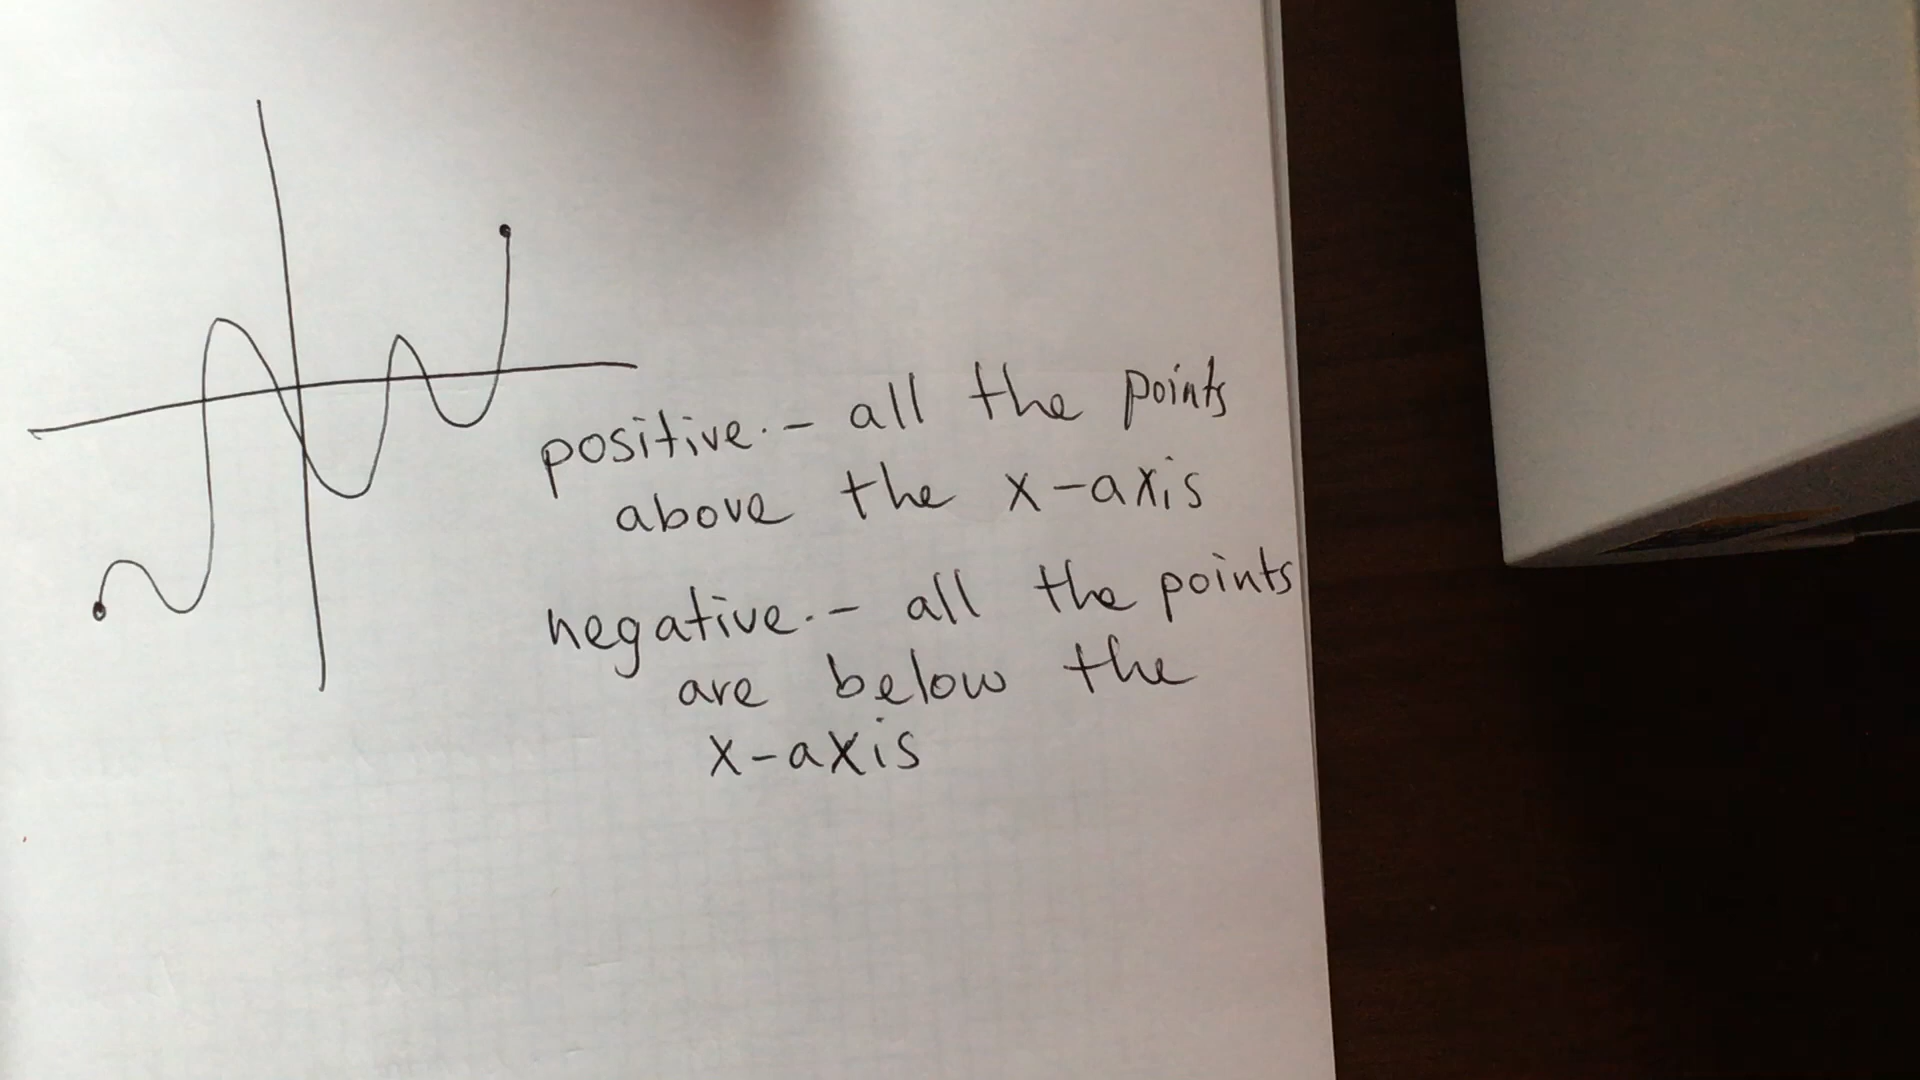 positive.- all the points
above the x-axis
negative.- all the points
are below the
x-axis